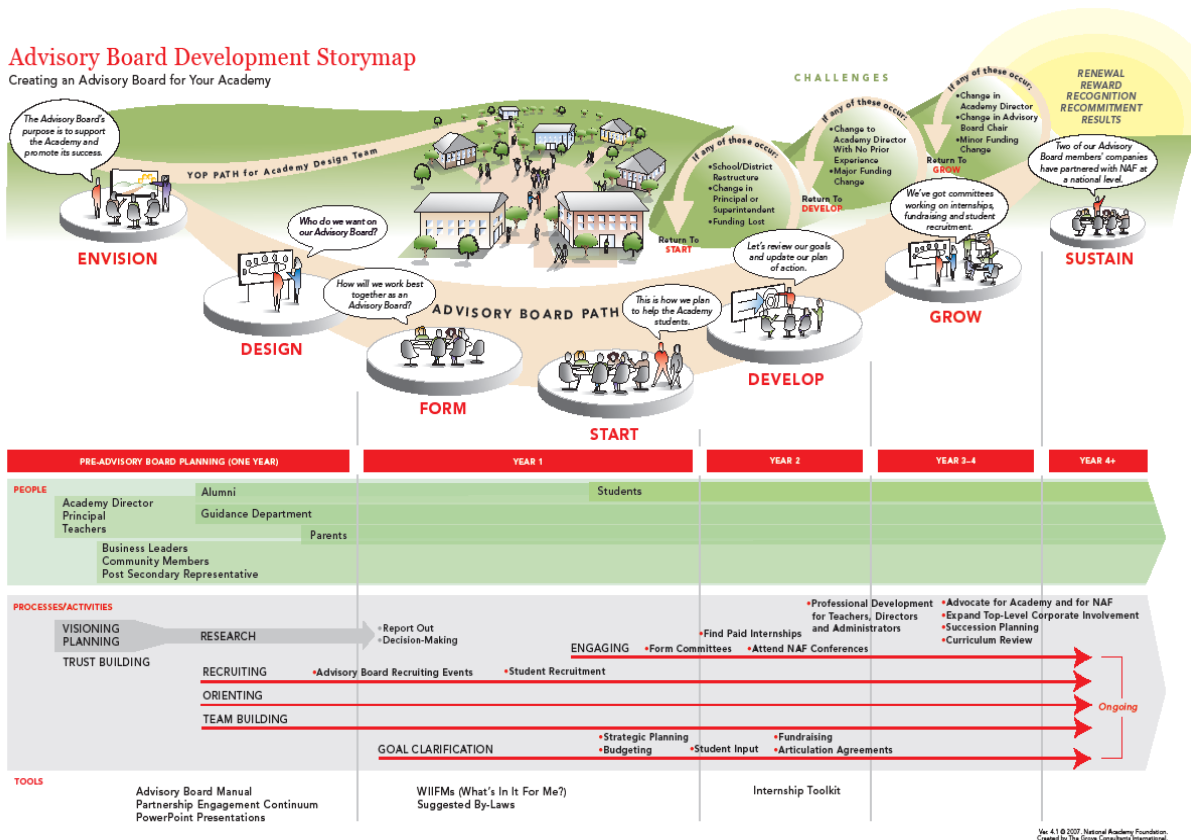 Advisory Board Development Storymap
Creating an Advisory Board for Your Academy
The Advisory Board's
purpose is to support
the Academy and
promote its success.
YOP PATH for Academy Design Team
ENVISION
Who do we want on
our Advisory Board?
DESIGN
How will we work best
together as an
Advisory Board?
FORM
ADVISORY BOARD PATH
This is how we plan
to help the Academy
students.
START
Let's review our goals
and update our plan
of action.
DEVELOP
We've got committees
working on internships,
fundraising and student
recruitment.
GROW
Two of our Advisory
Board members' companies
have partnered with NAF at
a national level.
SUSTAIN
CHALLENGES
If any of these occur:
•School/District
Restructure
•Change in
Principal or
Superintendent
•Funding Lost
Return To
START
If any of these occur:
•Change to
Academy Director
With No Prior
Experience
•Major Funding
Change
Return To
DEVELOP
If any of these occur:
•Change in
Academy Director
•Change in Advisory
Board Chair
•Minor Funding
Change
Return To
GROW
RENEWAL
REWARD
RECOGNITION
RECOMMITMENT
RESULTS
PRE-ADVISORY BOARD PLANNING (ONE YEAR)
YEAR 1
YEAR 2
YEAR 3–4
YEAR 4+
PEOPLE
Academy Director
Principal
Teachers
Alumni
Guidance Department
Parents
Students
Business Leaders
Community Members
Post Secondary Representative
PROCESSES/ACTIVITIES
VISIONING
PLANNING
RESEARCH
•Report Out
•Decision-Making
TRUST BUILDING
ENGAGING
•Form Committees
•Find Paid Internships
•Attend NAF Conferences
•Professional Development
for Teachers, Directors
and Administrators
•Advocate for Academy and for NAF
•Expand Top-Level Corporate Involvement
•Succession Planning
•Curriculum Review
RECRUITING
•Advisory Board Recruiting Events
•Student Recruitment
ORIENTING
TEAM BUILDING
GOAL CLARIFICATION
•Strategic Planning
•Budgeting
•Student Input
•Fundraising
•Articulation Agreements
Ongoing
TOOLS
Advisory Board Manual
Partnership Engagement Continuum
PowerPoint Presentations
WIIFMs (What's In It For Me?)
Suggested By-Laws
Internship Toolkit
Ver. 4.1 © 2007. National Academy Foundation.
Created by The Grove Consultants International.